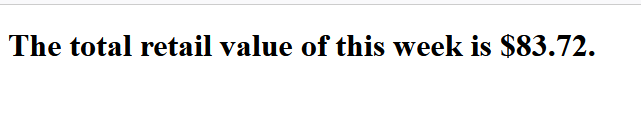 The total retail value of this week is $83.72.